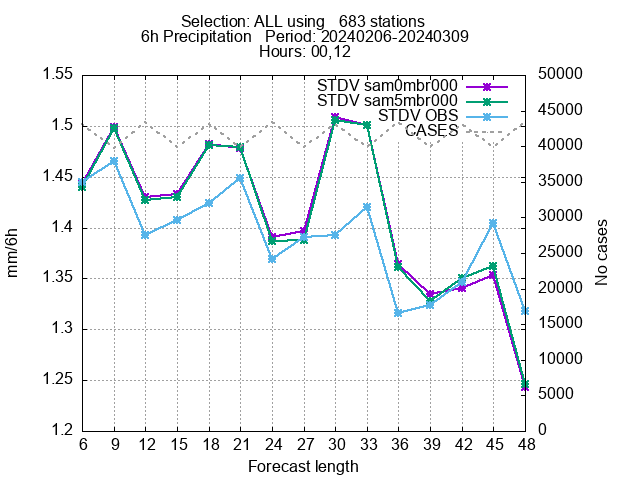 Selection: ALL using   683 stations
6h Precipitation   Period: 20240206-20240309
Hours: 00,12
STDV sam0mbr000
STDV sam5mbr000
STDV OBS
CASES
1.55
1.5
1.45
1.4
1.35
1.3
1.25
1.2
mm/6h
50000
45000
40000
35000
30000
25000
20000
15000
10000
5000
0
No cases
6 9 12 15 18 21 24 27 30 33 36 39 42 45 48
Forecast length